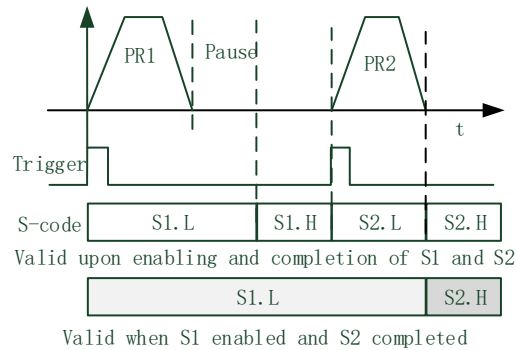 PR1 Pause PR2
t
Trigger
S-code S1.L S1.H S2.L S2.H
Valid upon enabling and completion of S1 and S2
S1.L S2.H
Valid when S1 enabled and S2 completed